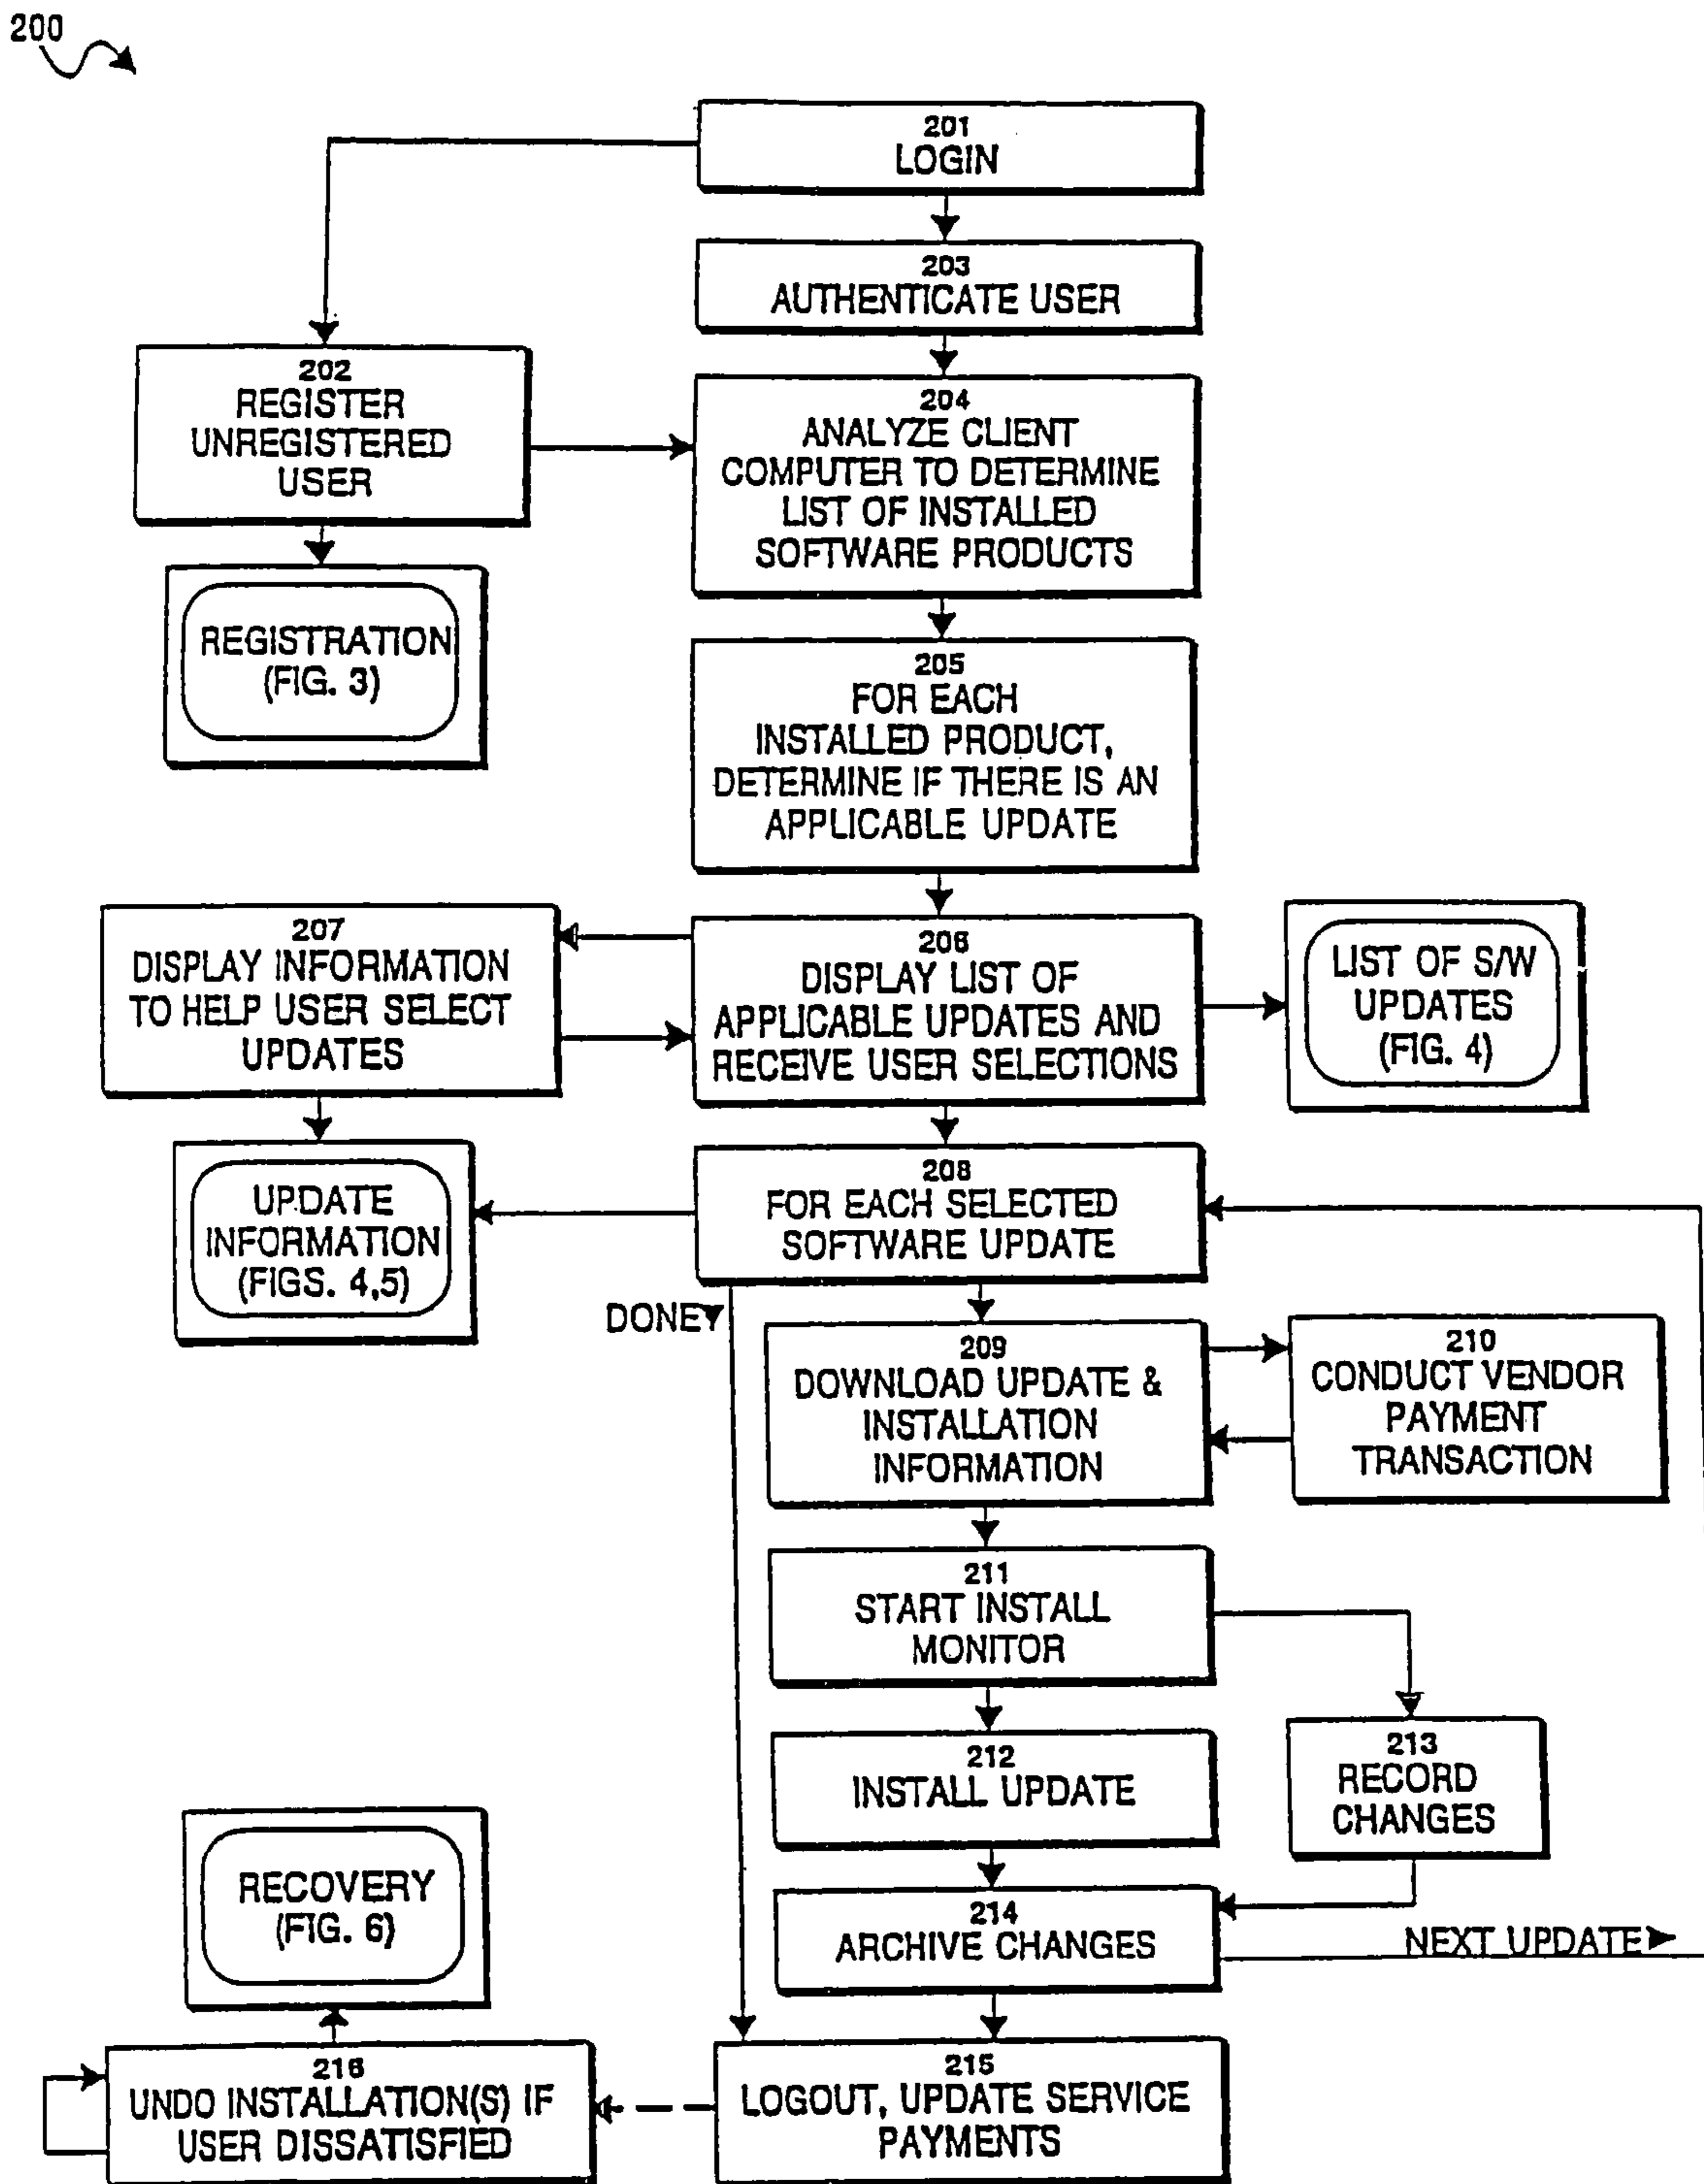 200
201
LOGIN
203
AUTHENTICATE USER
202
REGISTER
UNREGISTERED
USER
204
ANALYZE CLIENT
COMPUTER TO DETERMINE
LIST OF INSTALLED
SOFTWARE PRODUCTS
REGISTRATION
(FIG. 3)
205
FOR EACH
INSTALLED PRODUCT,
DETERMINE IF THERE IS AN
APPLICABLE UPDATE
207
DISPLAY INFORMATION
TO HELP USER SELECT
UPDATES
206
DISPLAY LIST OF
APPLICABLE UPDATES AND
RECEIVE USER SELECTIONS
LIST OF S/W
UPDATES
(FIG. 4)
UPDATE
INFORMATION
(FIGS. 4,5)
208
FOR EACH SELECTED
SOFTWARE UPDATE
DONE
209
DOWNLOAD UPDATE &
INSTALLATION
INFORMATION
210
CONDUCT VENDOR
PAYMENT
TRANSACTION
211
START INSTALL
MONITOR
212
INSTALL UPDATE
213
RECORD
CHANGES
RECOVERY
(FIG. 6)
214
ARCHIVE CHANGES
NEXT UPDATE
216
UNDO INSTALLATION(S) IF
USER DISSATISFIED
215
LOGOUT, UPDATE SERVICE
PAYMENTS